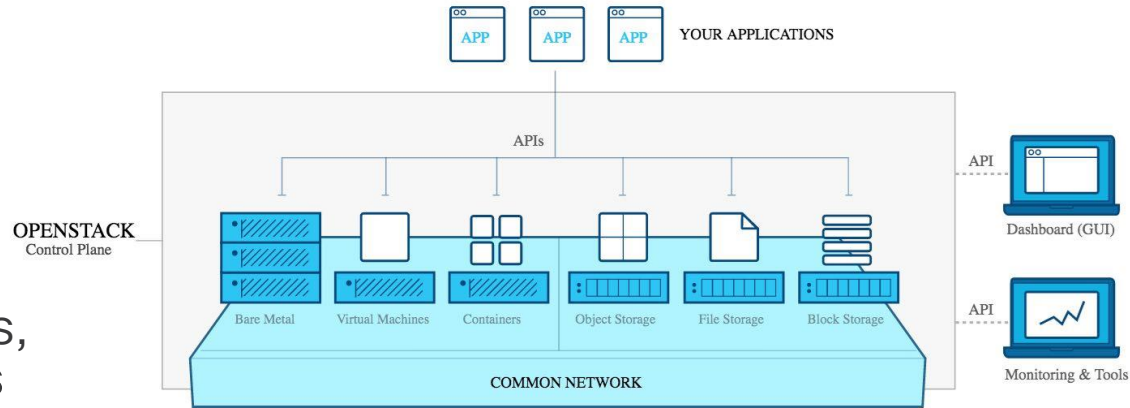 APP APP APP YOUR APPLICATIONS
APIs
API
OPENSTACK
Control Plane
Dashboard (GUI)
Bare Metal Virtual Machines Containers Object Storage File Storage Block Storage
API
s,
s
COMMON NETWORK
Monitoring & Tools